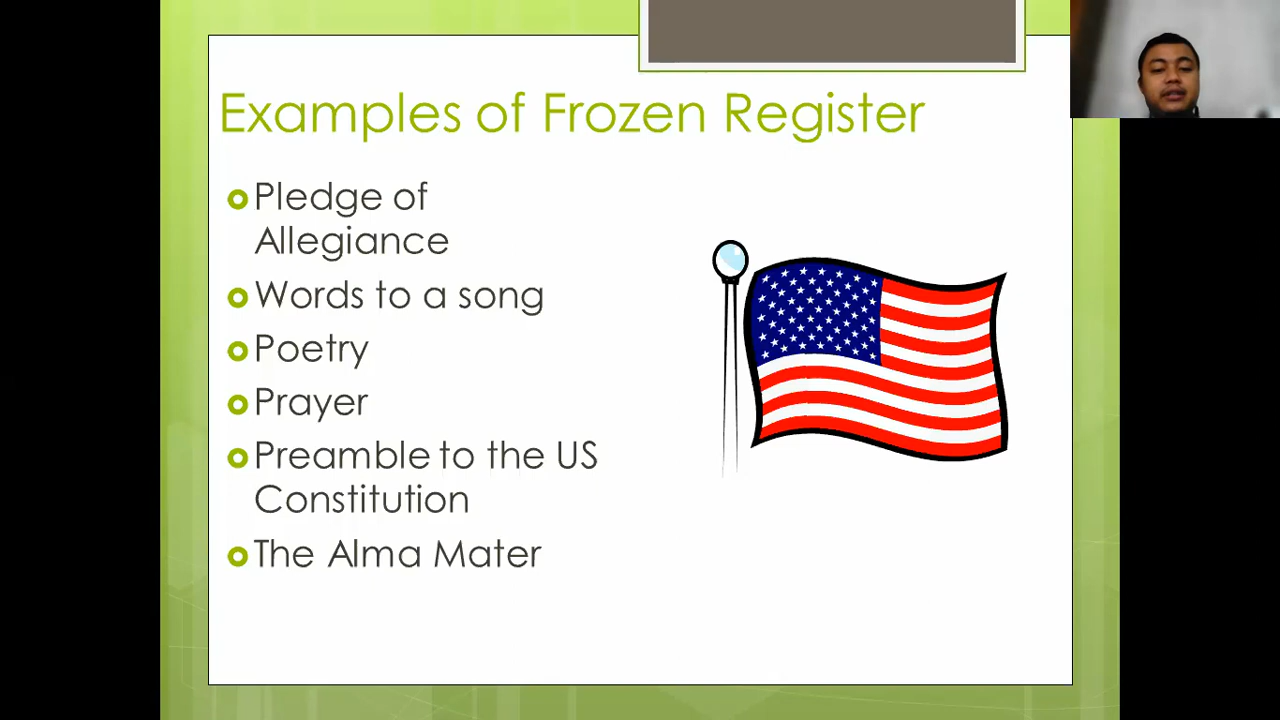 Examples of Frozen Register
Pledge of
Allegiance
Words to a song
Poetry
Prayer
Preamble to the US
Constitution
The Alma Mater